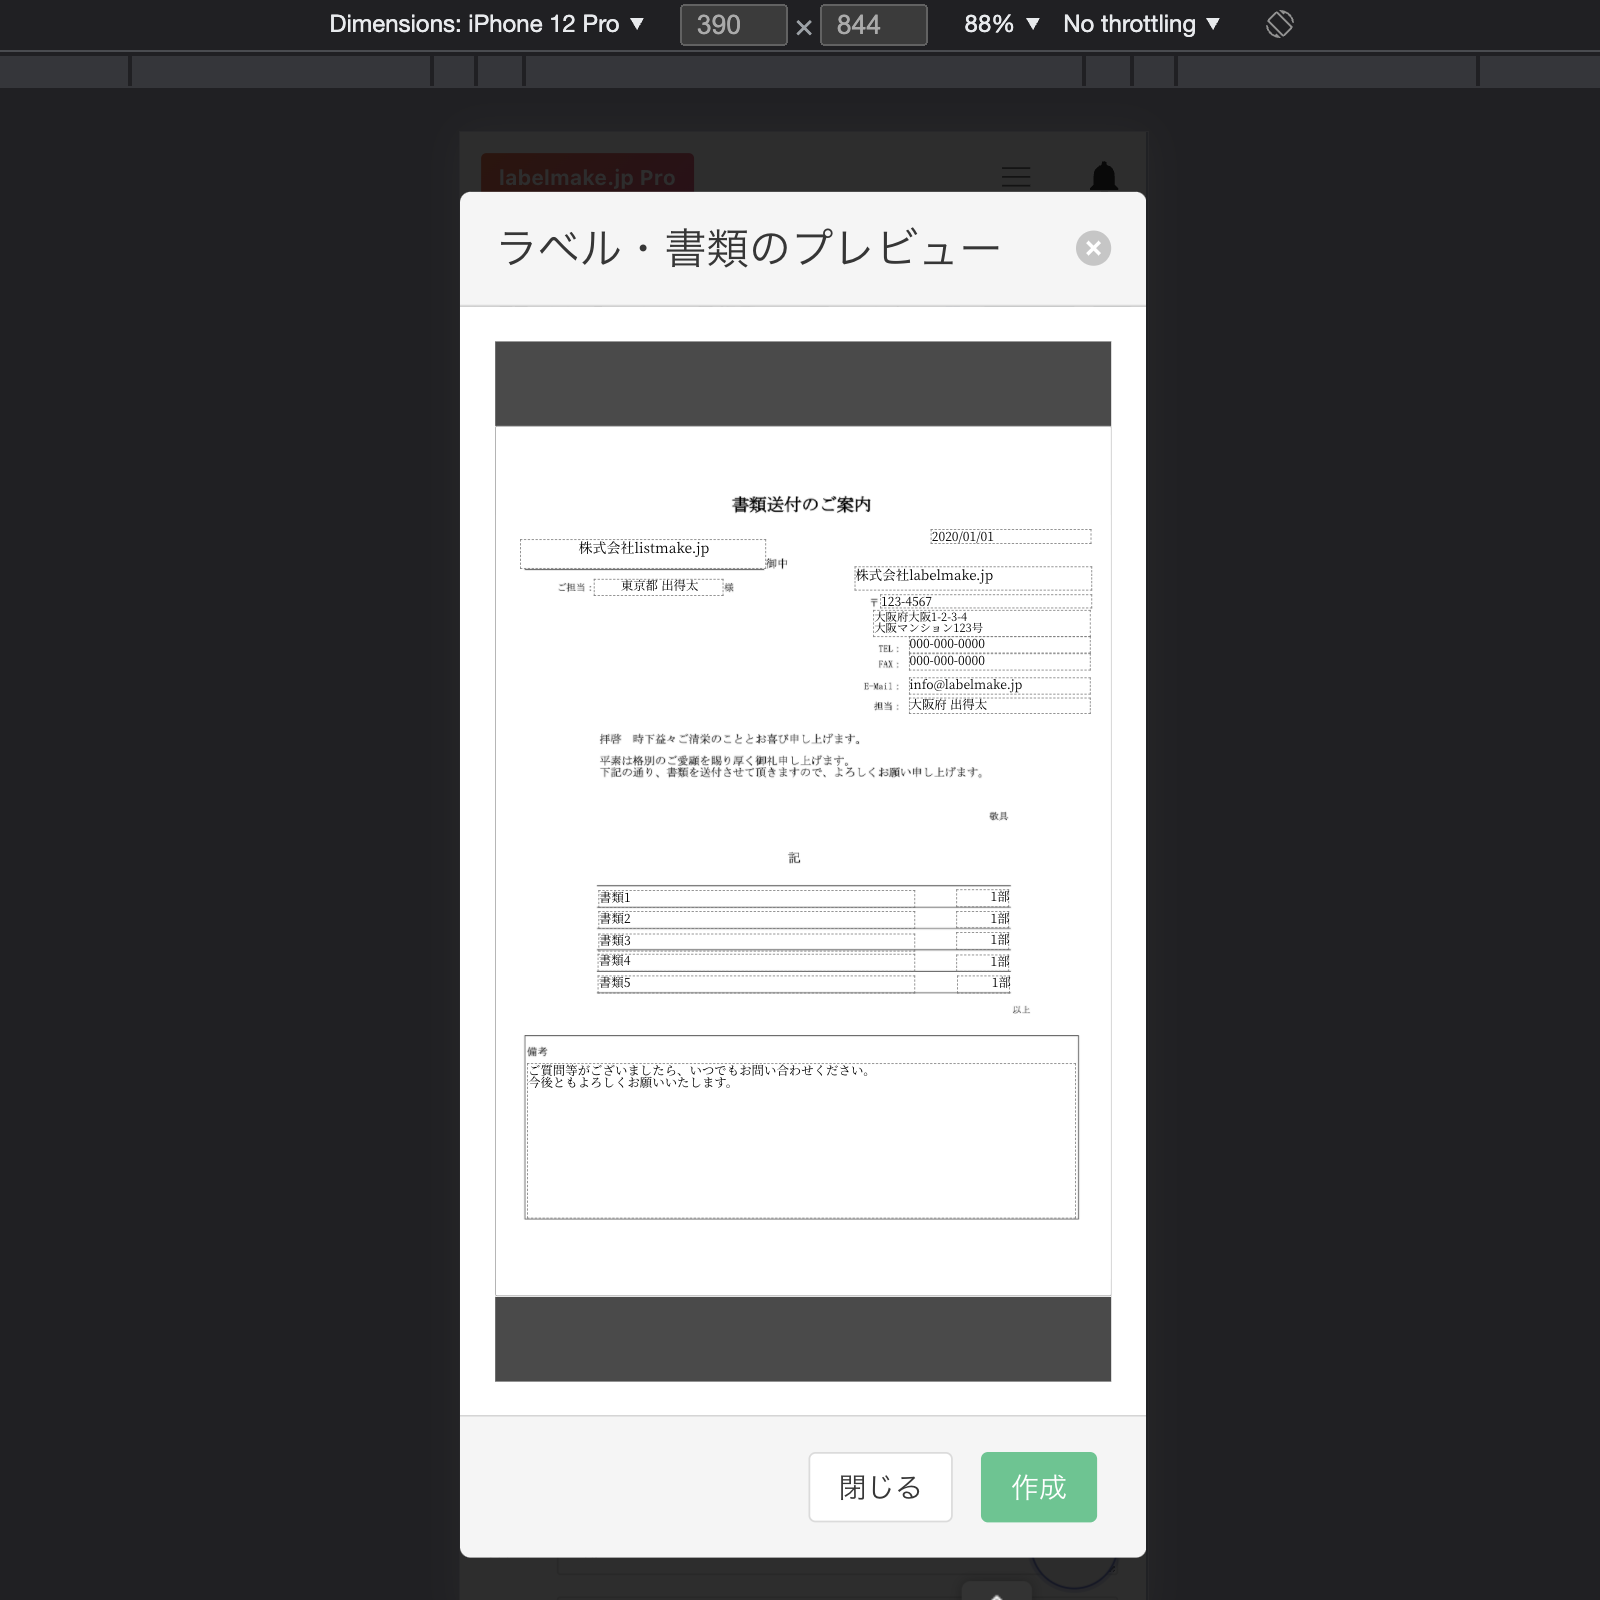 Dimensions: iPhone 12 Pro ▼ 390 × 844 88% ▼ No throttling ▼
labelmake.jp Pro
ラベル・書類のプレビュー
書類送付のご案内
2020/01/01
株式会社listmake.jp
御中
ご担当： 東京都 出得太 様
株式会社labelmake.jp
〒 123-4567
大阪府大阪1-2-3-4
大阪マンション123号
TEL： 000-000-0000
FAX： 000-000-0000
E-Mail： info@labelmake.jp
担当： 大阪府 出得太
拝啓　時下益々ご清栄のこととお喜び申し上げます。
平素は格別のご愛顧を賜り厚く御礼申し上げます。
下記の通り、書類を送付させて頂きますので、よろしくお願い申し上げます。
敬具
記
書類1 1部
書類2 1部
書類3 1部
書類4 1部
書類5 1部
以上
備考
ご質問等がございましたら、いつでもお問い合わせください。
今後ともよろしくお願いいたします。
閉じる 作成